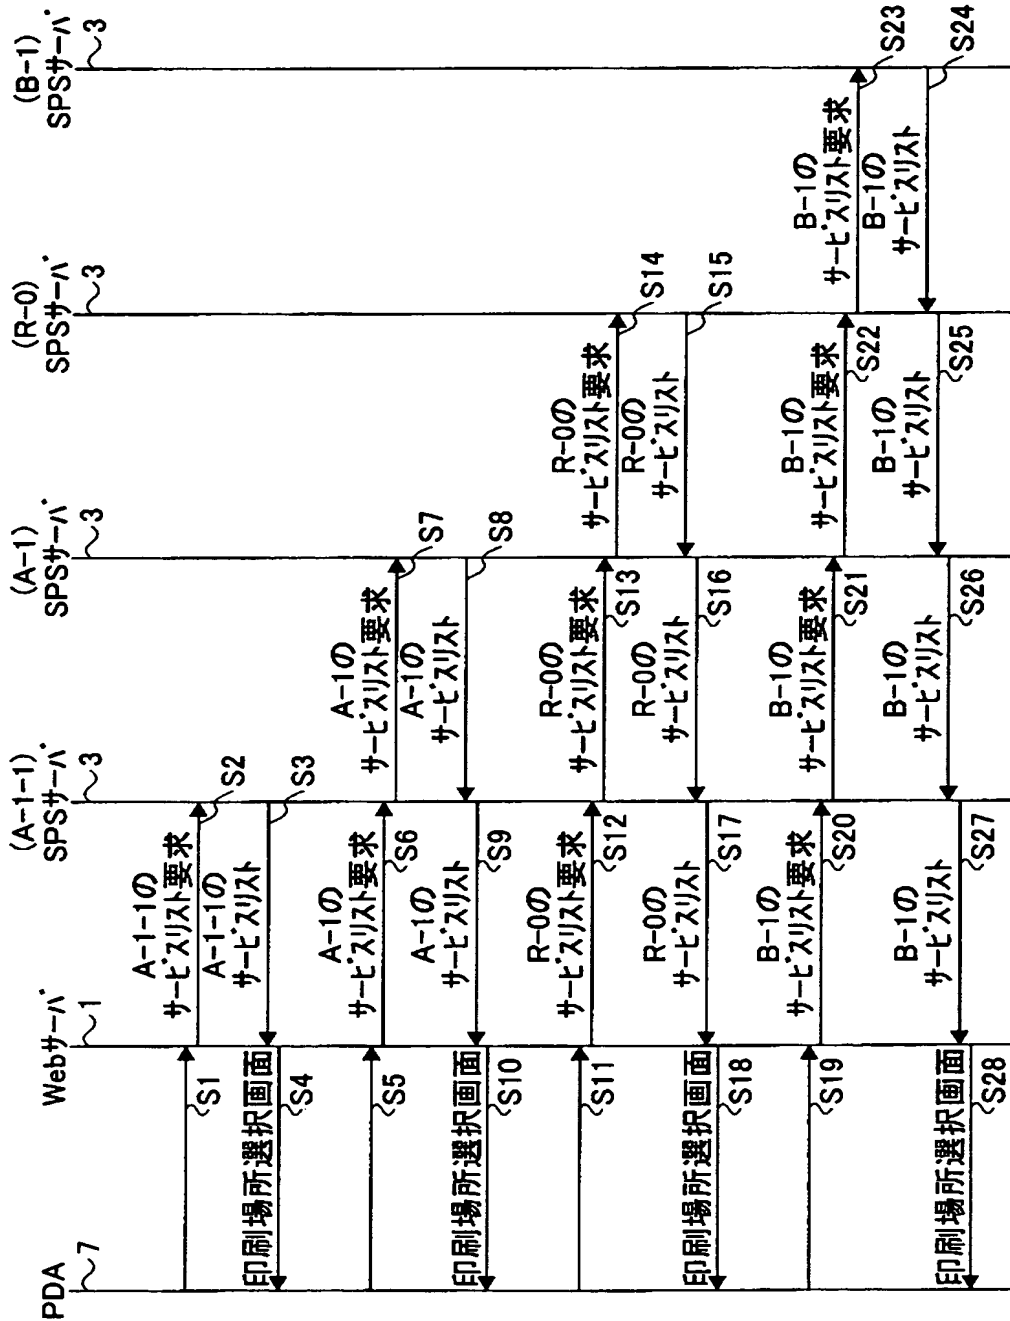 PDA
7
Webサーバ
1
(A-1-1)
SPSサーバ
3
(A-1)
SPSサーバ
3
(R-0)
SPSサーバ
3
(B-1)
SPSサーバ
3
S1
A-1-1の
サービスリスト要求
S2
A-1-1の
サービスリスト
S3
印刷場所選択画面
S4
S5
A-1の
サービスリスト要求
S6
A-1の
サービスリスト要求
S7
A-1の
サービスリスト
S8
A-1の
サービスリスト
S9
印刷場所選択画面
S10
S11
R-0の
サービスリスト要求
S12
R-0の
サービスリスト要求
S13
R-0の
サービスリスト要求
S14
R-0の
サービスリスト
S15
R-0の
サービスリスト
S16
R-0の
サービスリスト
S17
印刷場所選択画面
S18
S19
B-1の
サービスリスト要求
S20
B-1の
サービスリスト要求
S21
B-1の
サービスリスト要求
S22
B-1の
サービスリスト要求
S23
B-1の
サービスリスト
S24
B-1の
サービスリスト
S25
B-1の
サービスリスト
S26
B-1の
サービスリスト
S27
印刷場所選択画面
S28